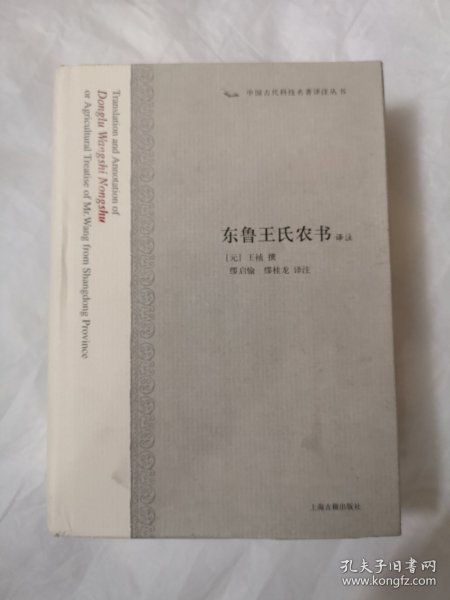 中国古代科技名著译注丛书
Translation and Annotation of
Donglu Wangshi Nongshu
or Agricultural Treatise of Mr.Wang from Shangdong Province
东鲁王氏农书 译注
[元] 王祯 撰
缪启愉 缪桂龙 译注
上海古籍出版社
孔夫子旧书网
www.kongfz.com